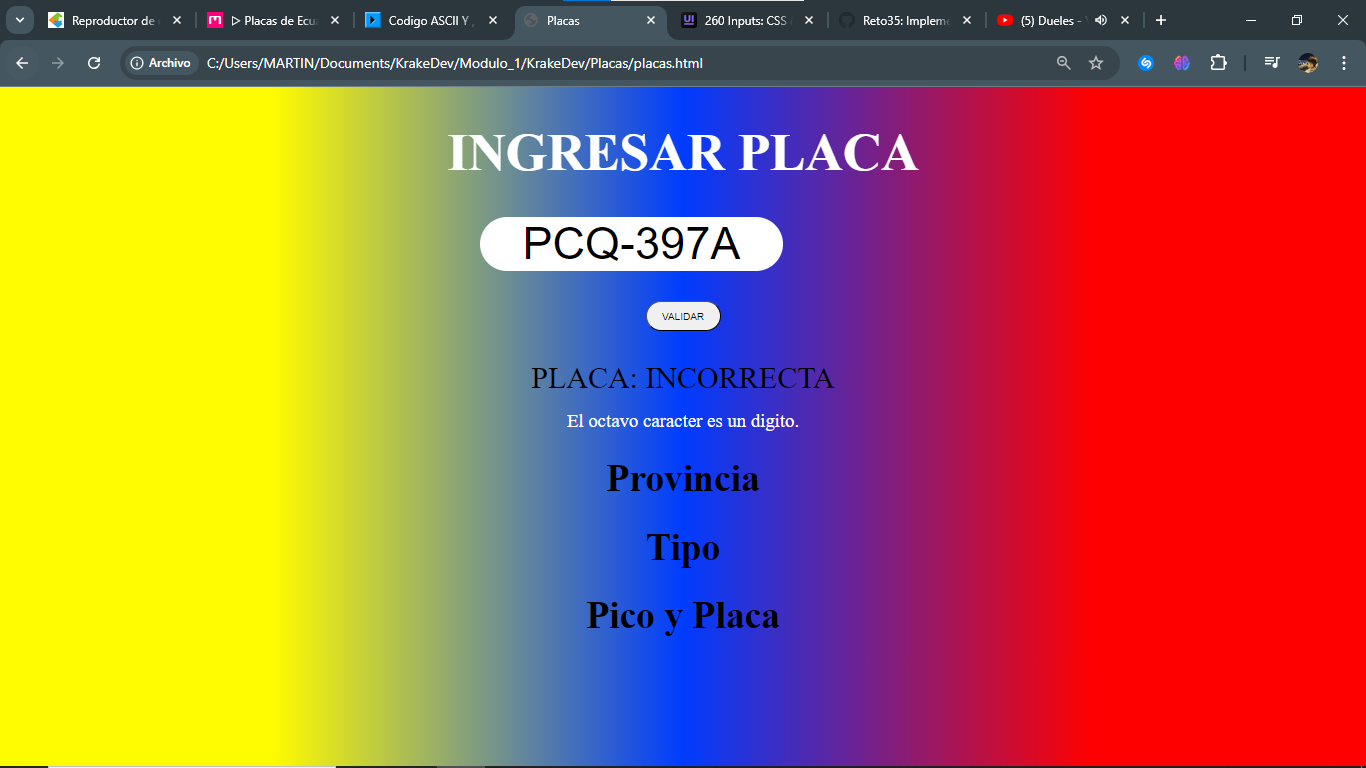 Reproductor de
▷ Placas de Ecua
Codigo ASCII Y
Placas
260 Inputs: CSS
Reto35: Impleme
(5) Dueles -
Archivo
C:/Users/MARTIN/Documents/KrakeDev/Modulo_1/KrakeDev/Placas/placas.html
INGRESAR PLACA
PCQ-397A
VALIDAR
PLACA: INCORRECTA
El octavo caracter es un digito.
Provincia
Tipo
Pico y Placa